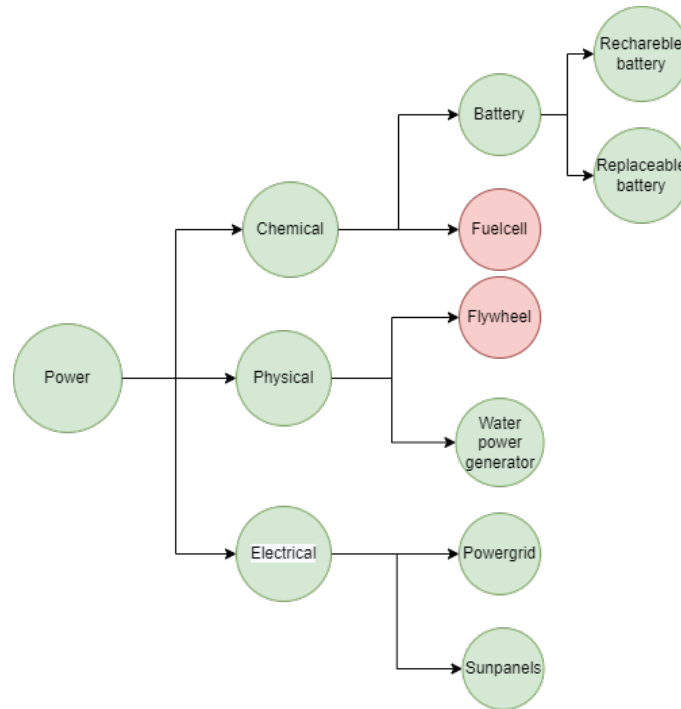 Rechareble
battery
Battery
Replaceable
battery
Chemical
Fuelcell
Flywheel
Power
Physical
Water
power
generator
Electrical
Powergrid
Sunpanels